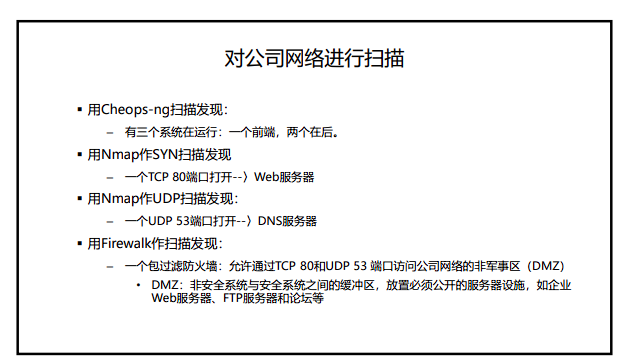 对公司网络进行扫描
▪ 用Cheops-ng扫描发现：
– 有三个系统在运行：一个前端，两个在后。
▪ 用Nmap作SYN扫描发现
– 一个TCP 80端口打开--〉Web服务器
▪ 用Nmap作UDP扫描发现：
– 一个UDP 53端口打开--〉DNS服务器
▪ 用Firewalk作扫描发现：
– 一个包过滤防火墙：允许通过TCP 80和UDP 53 端口访问公司网络的非军事区（DMZ）
• DMZ：非安全系统与安全系统之间的缓冲区，放置必须公开的服务器设施，如企业
Web服务器、FTP服务器和论坛等